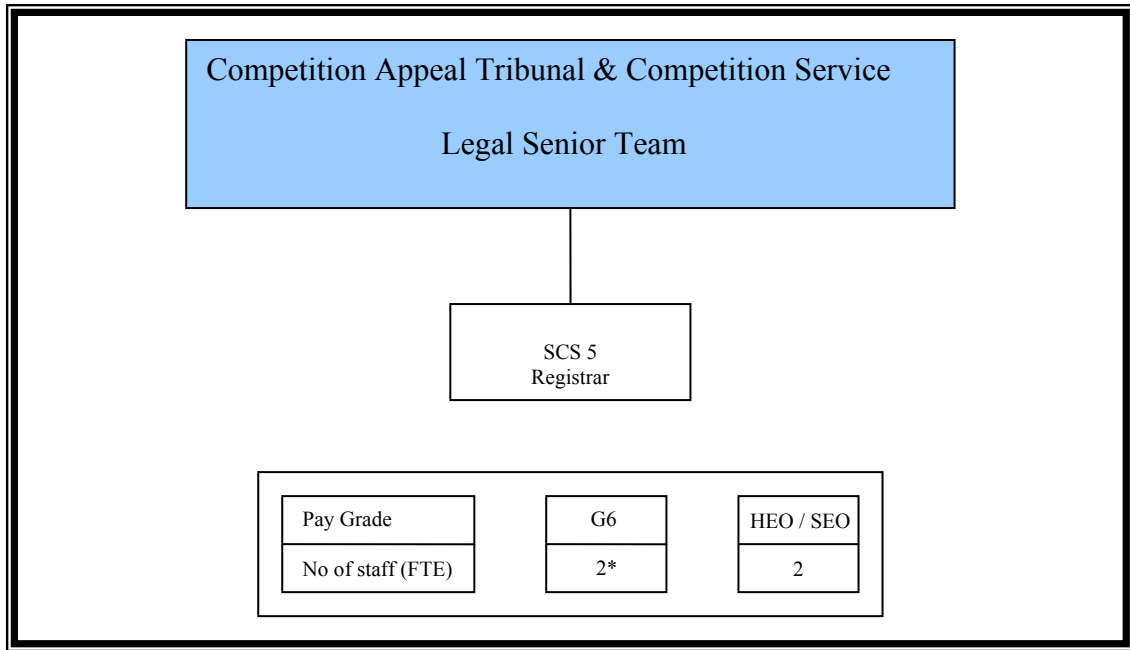 Competition Appeal Tribunal & Competition Service
Legal Senior Team
SCS 5
Registrar
Pay Grade
G6
HEO / SEO
No of staff (FTE)
2*
2